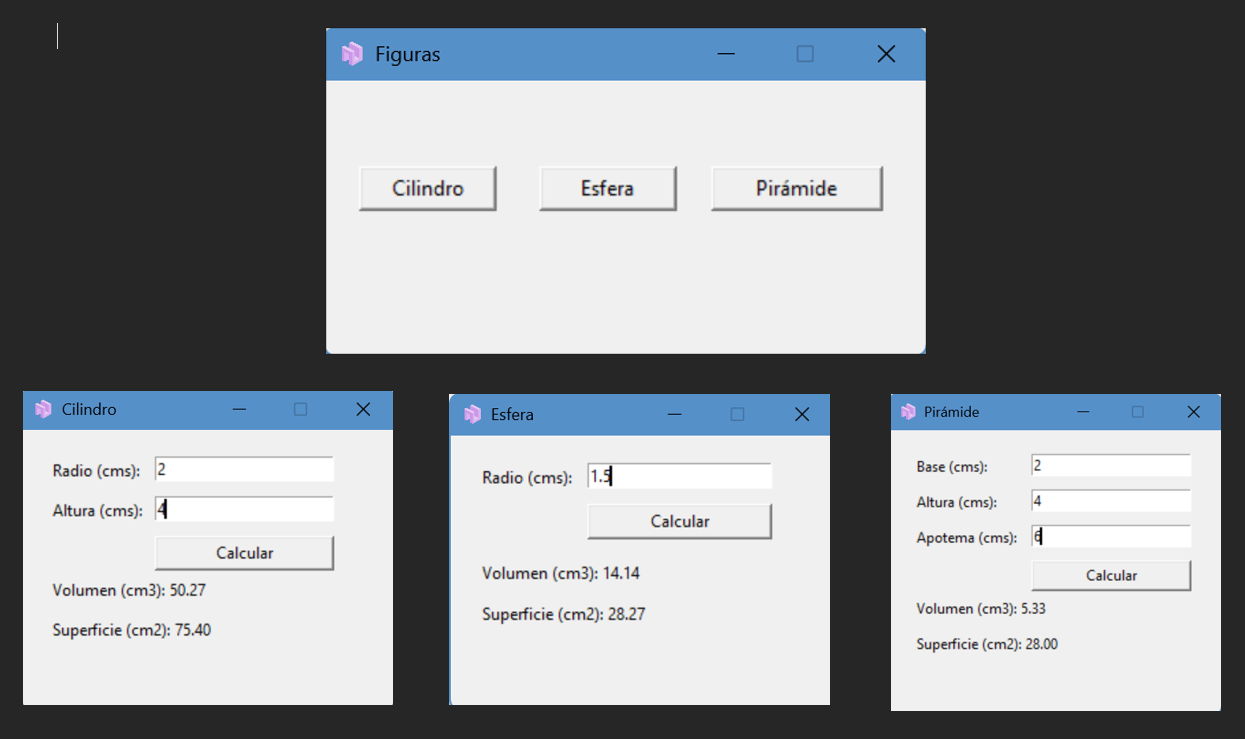 Figuras
Cilindro Esfera Pirámide
Cilindro
Radio (cms): 2
Altura (cms): 4
Calcular
Volumen (cm3): 50.27
Superficie (cm2): 75.40
Esfera
Radio (cms): 1.5
Calcular
Volumen (cm3): 14.14
Superficie (cm2): 28.27
Pirámide
Base (cms): 2
Altura (cms): 4
Apotema (cms): 6
Calcular
Volumen (cm3): 5.33
Superficie (cm2): 28.00